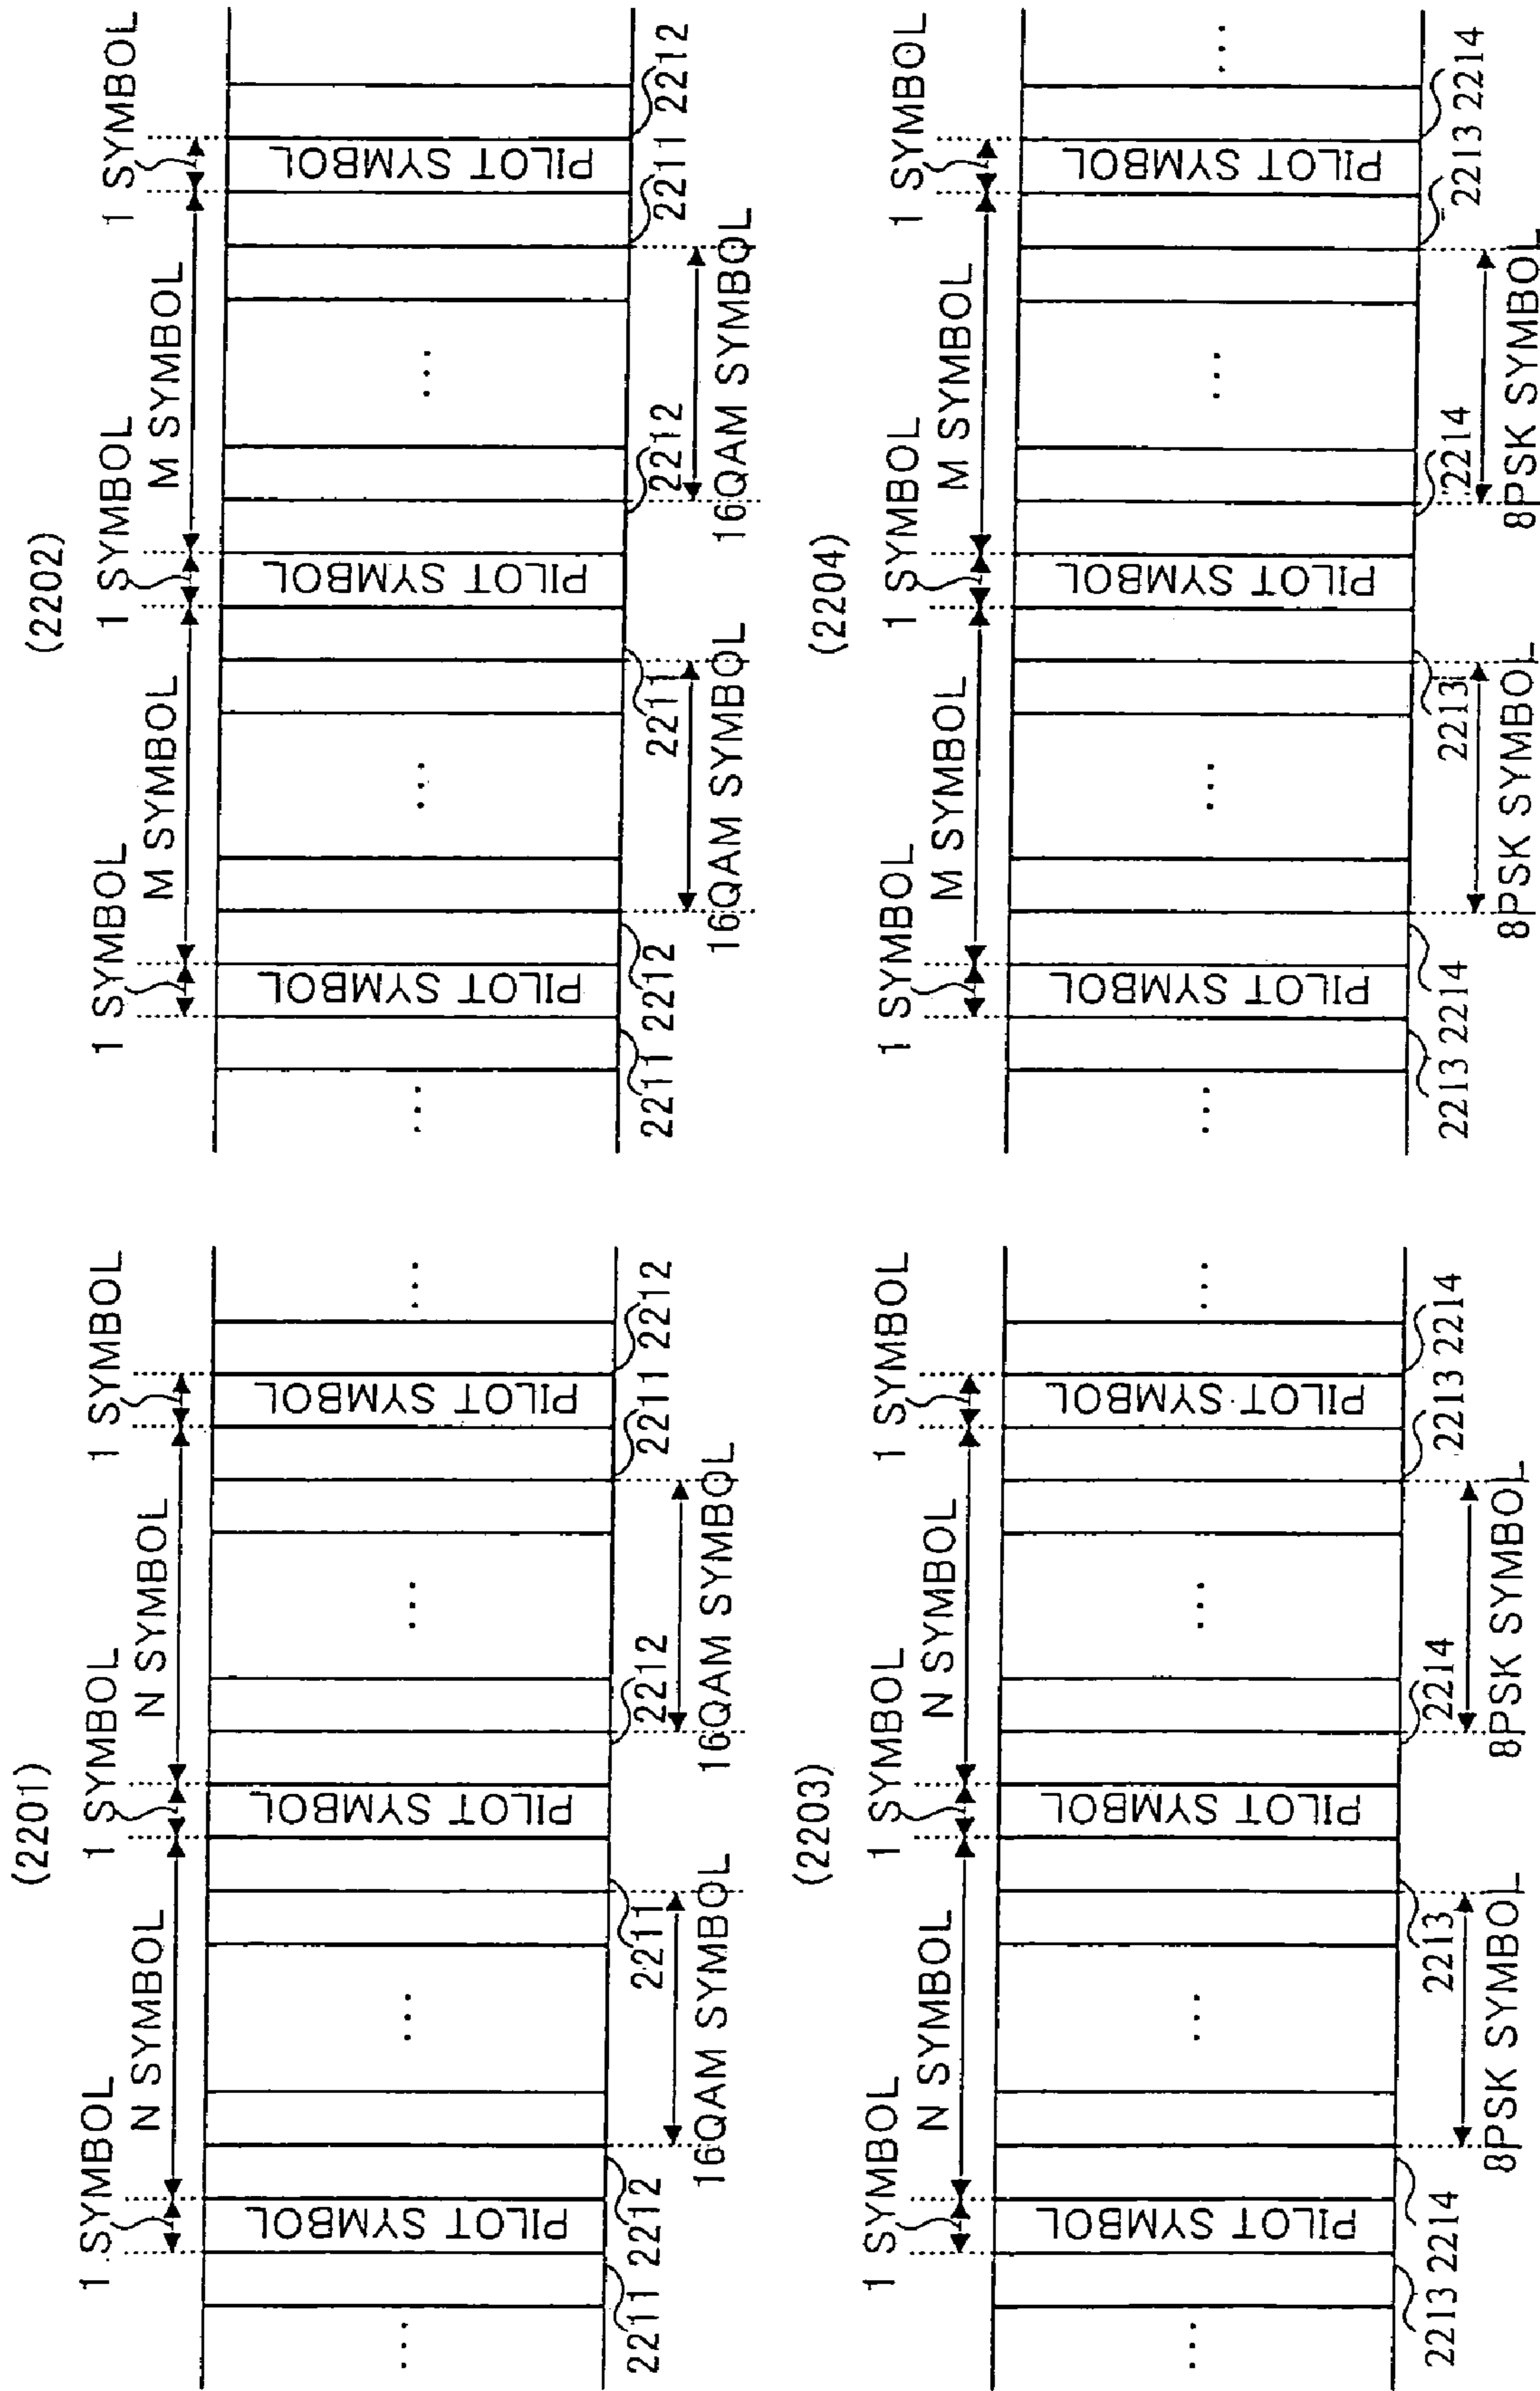 (2201)
1 SYMBOL 1 SYMBOL 1 SYMBOL
N SYMBOL N SYMBOL
PILOT SYMBOL PILOT SYMBOL PILOT SYMBOL
... ... ... ...
2211 2212 2211 2212 2211 2212
16QAM SYMBOL 16QAM SYMBOL
(2202)
1 SYMBOL 1 SYMBOL 1 SYMBOL
M SYMBOL M SYMBOL
PILOT SYMBOL PILOT SYMBOL PILOT SYMBOL
... ... ...
2211 2212 2211 2212 2211 2212
16QAM SYMBOL 16QAM SYMBOL
(2203)
1 SYMBOL 1 SYMBOL 1 SYMBOL
N SYMBOL N SYMBOL
PILOT SYMBOL PILOT SYMBOL PILOT SYMBOL
... ... ... ...
2213 2214 2213 2214 2213 2214
8PSK SYMBOL 8PSK SYMBOL
(2204)
1 SYMBOL 1 SYMBOL 1 SYMBOL
M SYMBOL M SYMBOL
PILOT SYMBOL PILOT SYMBOL PILOT SYMBOL
... ... ... ...
2213 2214 2213 2214 2213 2214
8PSK SYMBOL 8PSK SYMBOL